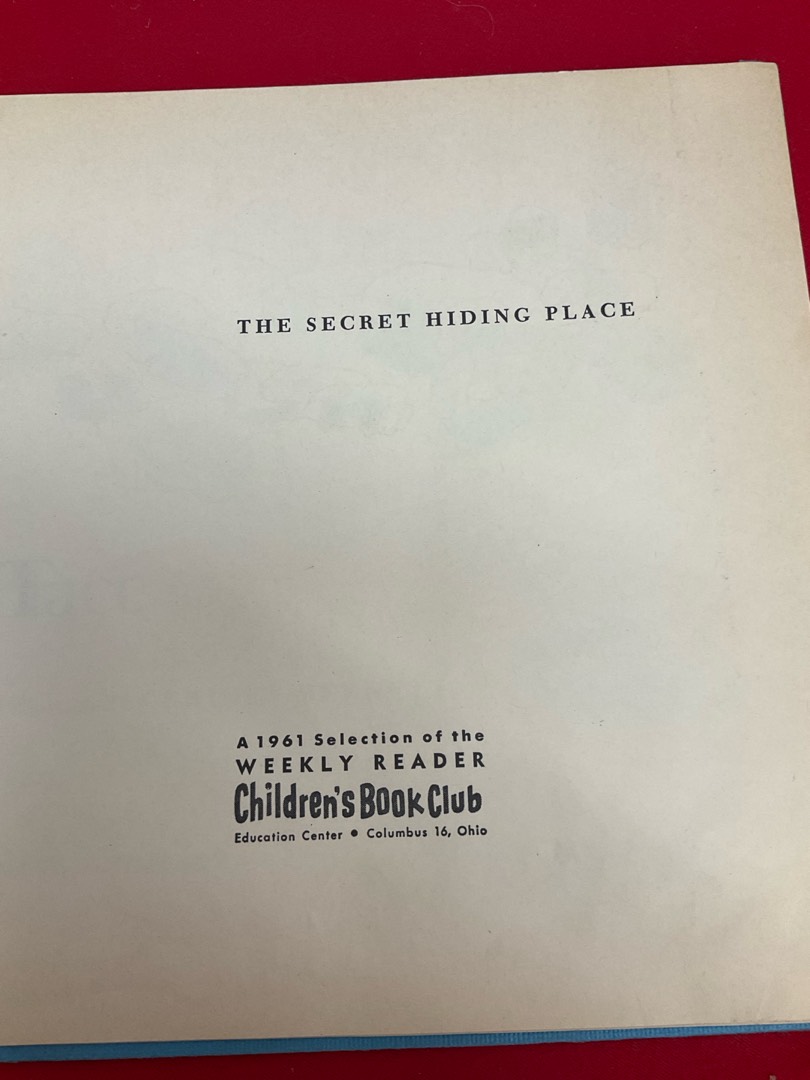 THE SECRET HIDING PLACE
A 1961 Selection of the
WEEKLY READER
Children's Book Club
Education Center • Columbus 16, Ohio